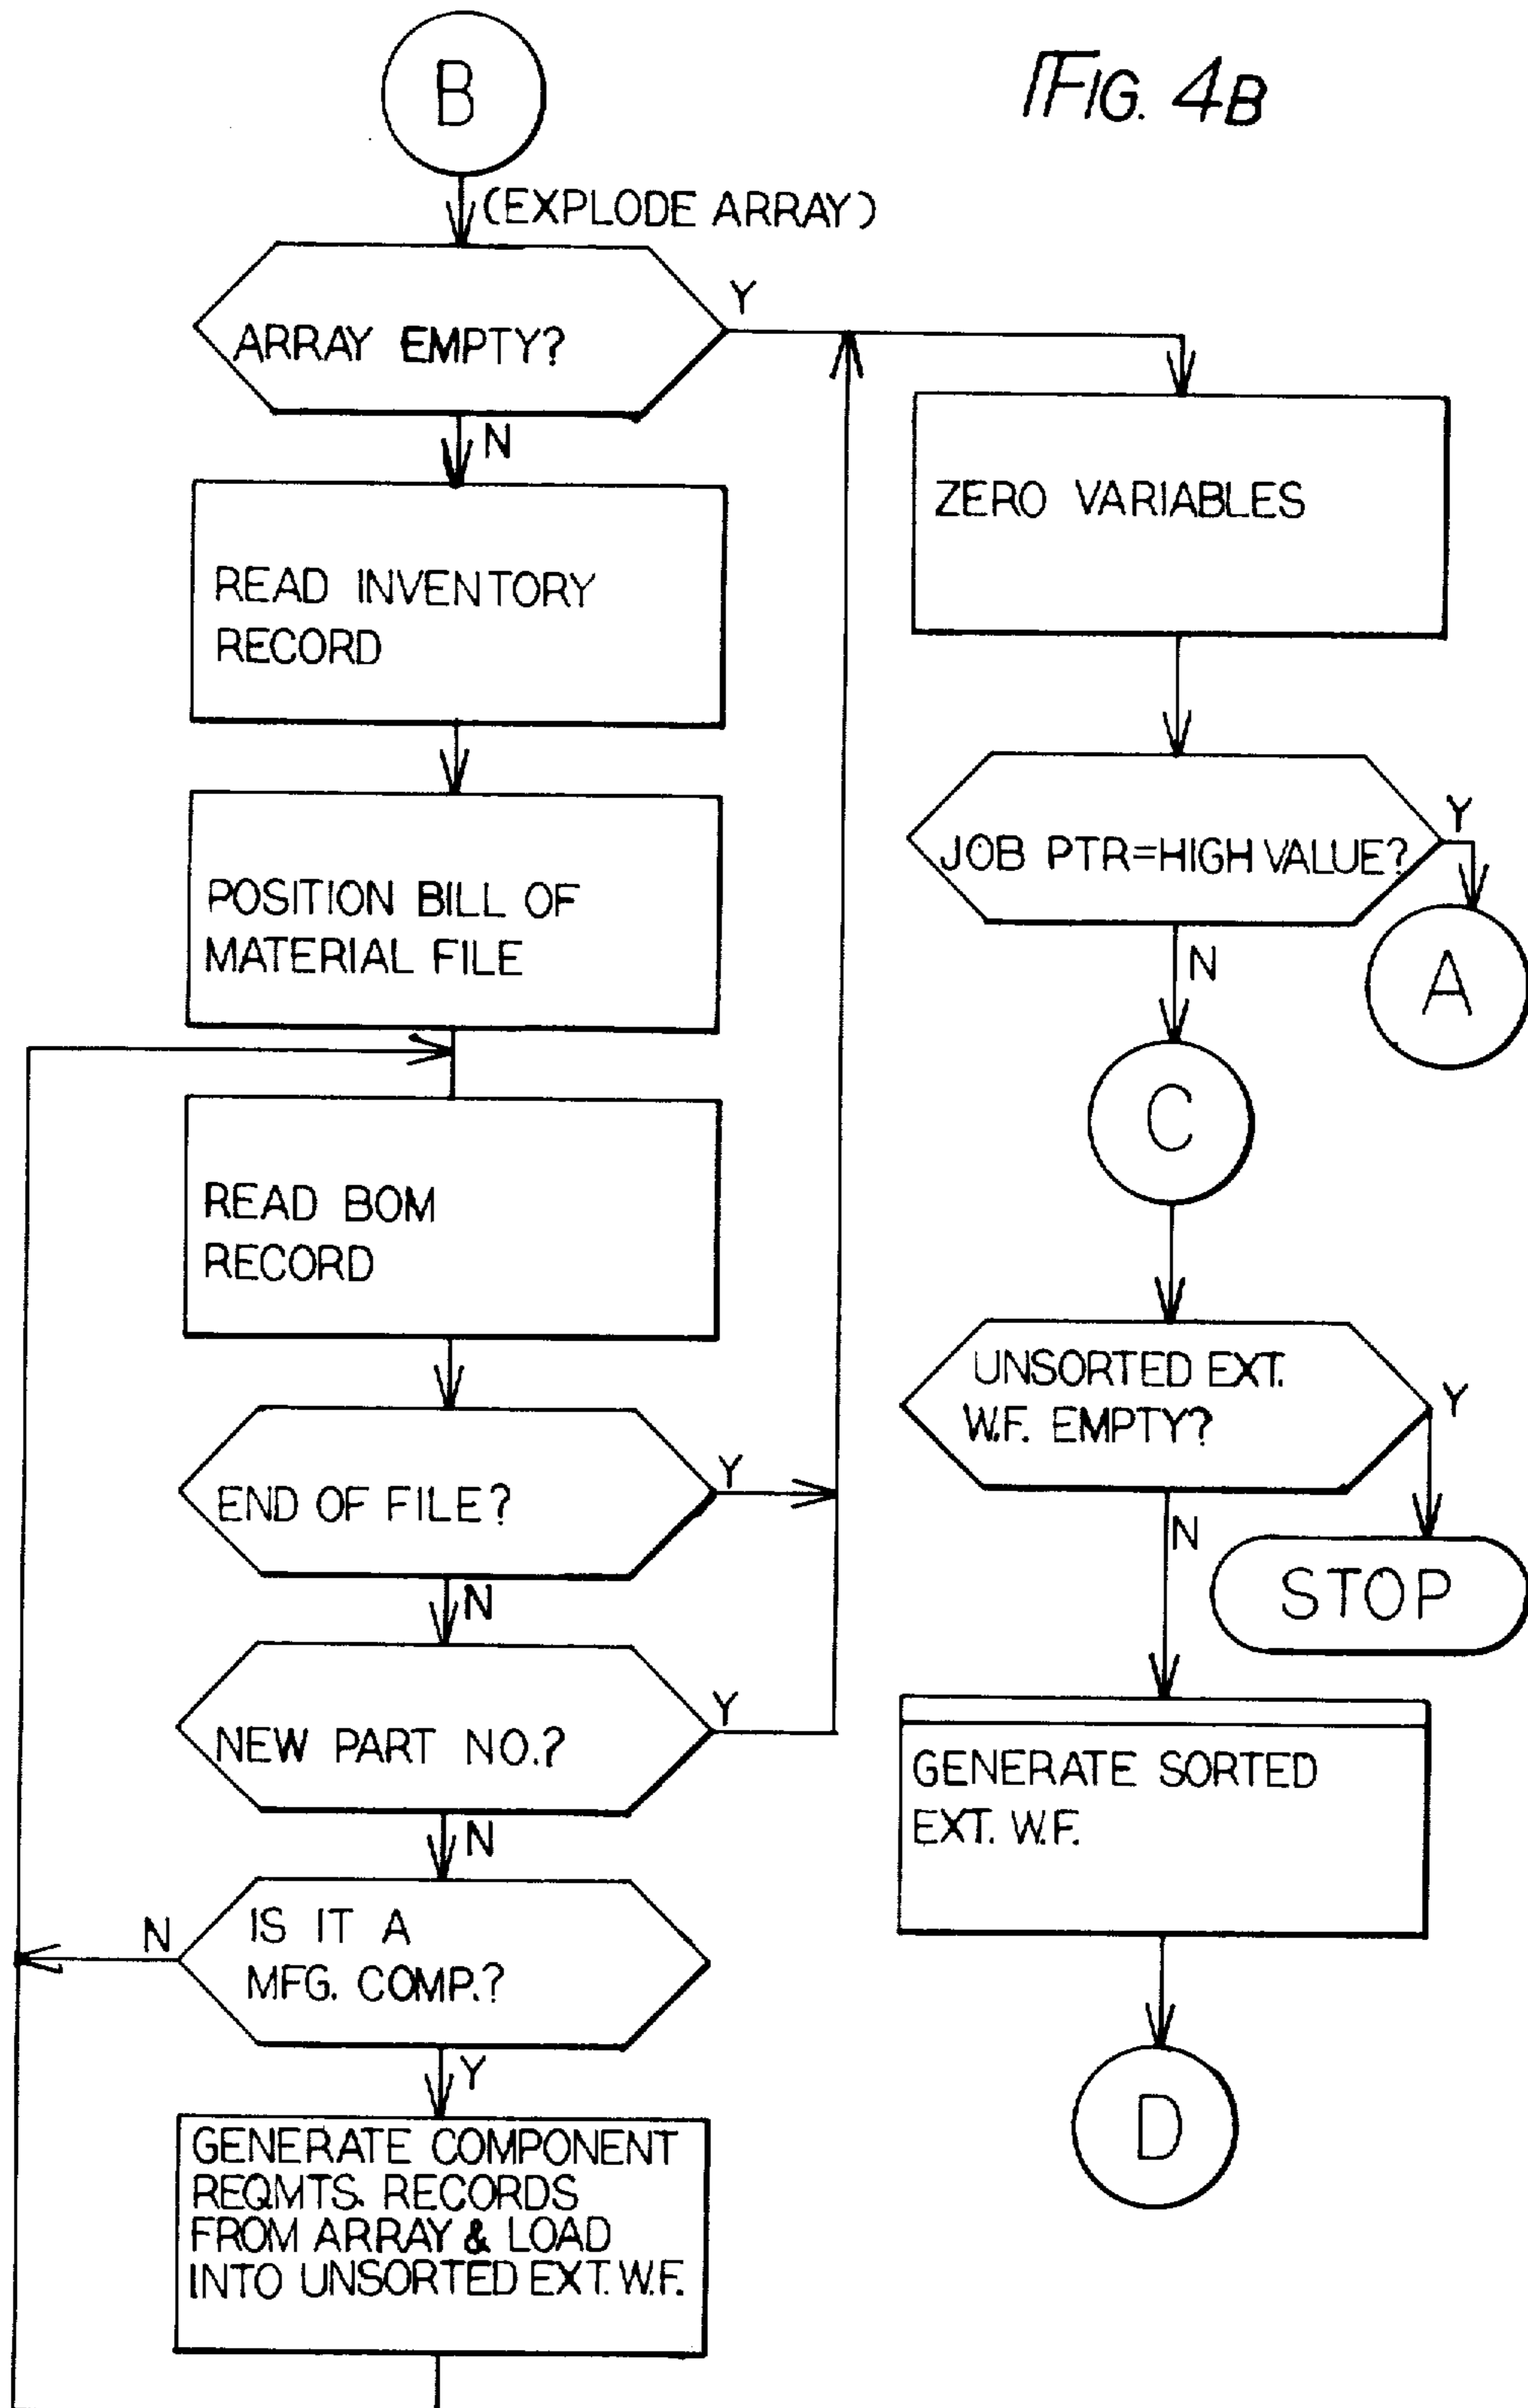 FIG. 4B
B
(EXPLODE ARRAY)
ARRAY EMPTY?
Y
N
READ INVENTORY
RECORD
POSITION BILL OF
MATERIAL FILE
READ BOM
RECORD
END OF FILE?
Y
N
NEW PART NO.?
Y
N
IS IT A
MFG. COMP.?
N
Y
GENERATE COMPONENT
REQMTS. RECORDS
FROM ARRAY & LOAD
INTO UNSORTED EXT. W.F.
ZERO VARIABLES
JOB PTR=HIGH VALUE?
Y
A
N
C
UNSORTED EXT.
W.F. EMPTY?
Y
STOP
N
GENERATE SORTED
EXT. W.F.
D